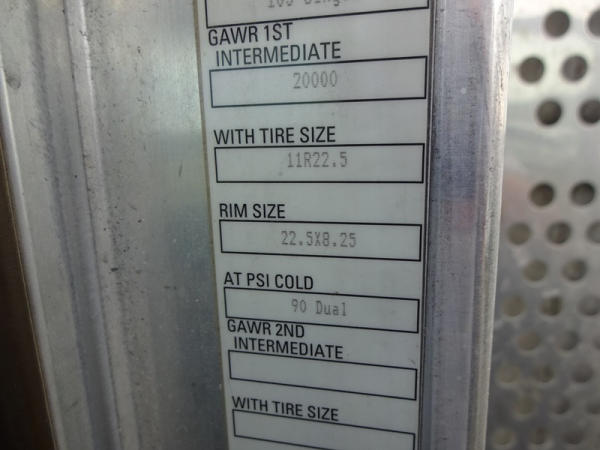 GAWR 1ST
INTERMEDIATE
20000
WITH TIRE SIZE
11R22.5
RIM SIZE
22.5X8.25
AT PSI COLD
90 Dual
GAWR 2ND
INTERMEDIATE
WITH TIRE SIZE